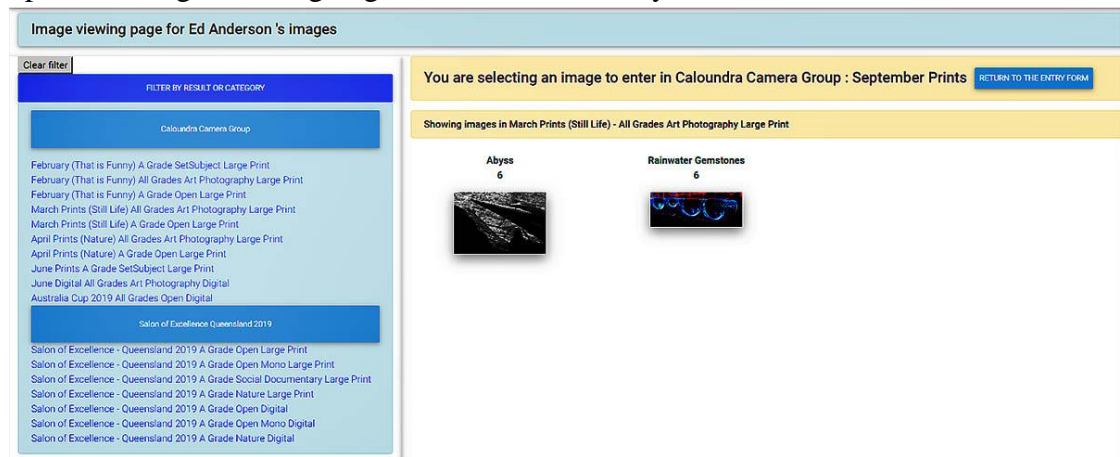 Image viewing page for Ed Anderson 's images
Clear filter
FILTER BY RESULT OR CATEGORY
Caloundra Camera Group
February (That is Funny) A Grade SetSubject Large Print
February (That is Funny) All Grades Art Photography Large Print
February (That is Funny) A Grade Open Large Print
March Prints (Still Life) All Grades Art Photography Large Print
March Prints (Still Life) A Grade Open Large Print
April Prints (Nature) All Grades Art Photography Large Print
April Prints (Nature) A Grade Open Large Print
June Prints A Grade SetSubject Large Print
June Digital All Grades Art Photography Digital
Australia Cup 2019 All Grades Open Digital
Salon of Excellence Queensland 2019
Salon of Excellence - Queensland 2019 A Grade Open Large Print
Salon of Excellence - Queensland 2019 A Grade Open Mono Large Print
Salon of Excellence - Queensland 2019 A Grade Social Documentary Large Print
Salon of Excellence - Queensland 2019 A Grade Nature Large Print
Salon of Excellence - Queensland 2019 A Grade Open Digital
Salon of Excellence - Queensland 2019 A Grade Open Mono Digital
Salon of Excellence - Queensland 2019 A Grade Nature Digital
You are selecting an image to enter in Caloundra Camera Group : September Prints RETURN TO THE ENTRY FORM
Showing images in March Prints (Still Life) - All Grades Art Photography Large Print
Abyss
6
Rainwater Gemstones
6